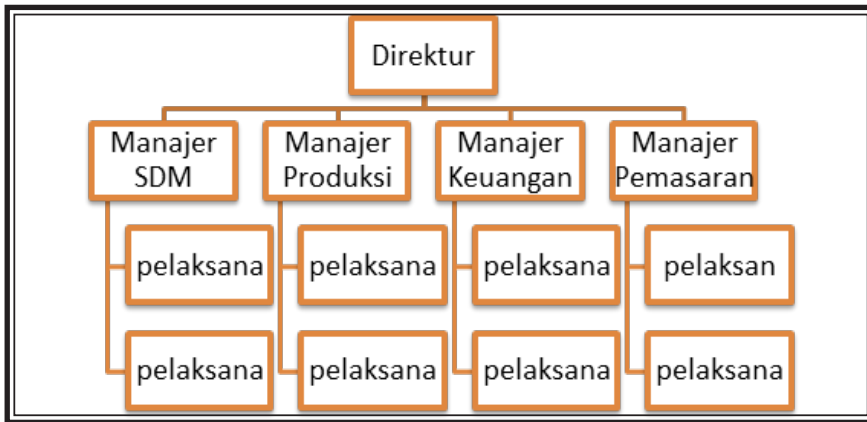 Direktur
Manajer
SDM
Manajer
Produksi
Manajer
Keuangan
Manajer
Pemasaran
pelaksana
pelaksana
pelaksana
pelaksan
pelaksana
pelaksana
pelaksana
pelaksana